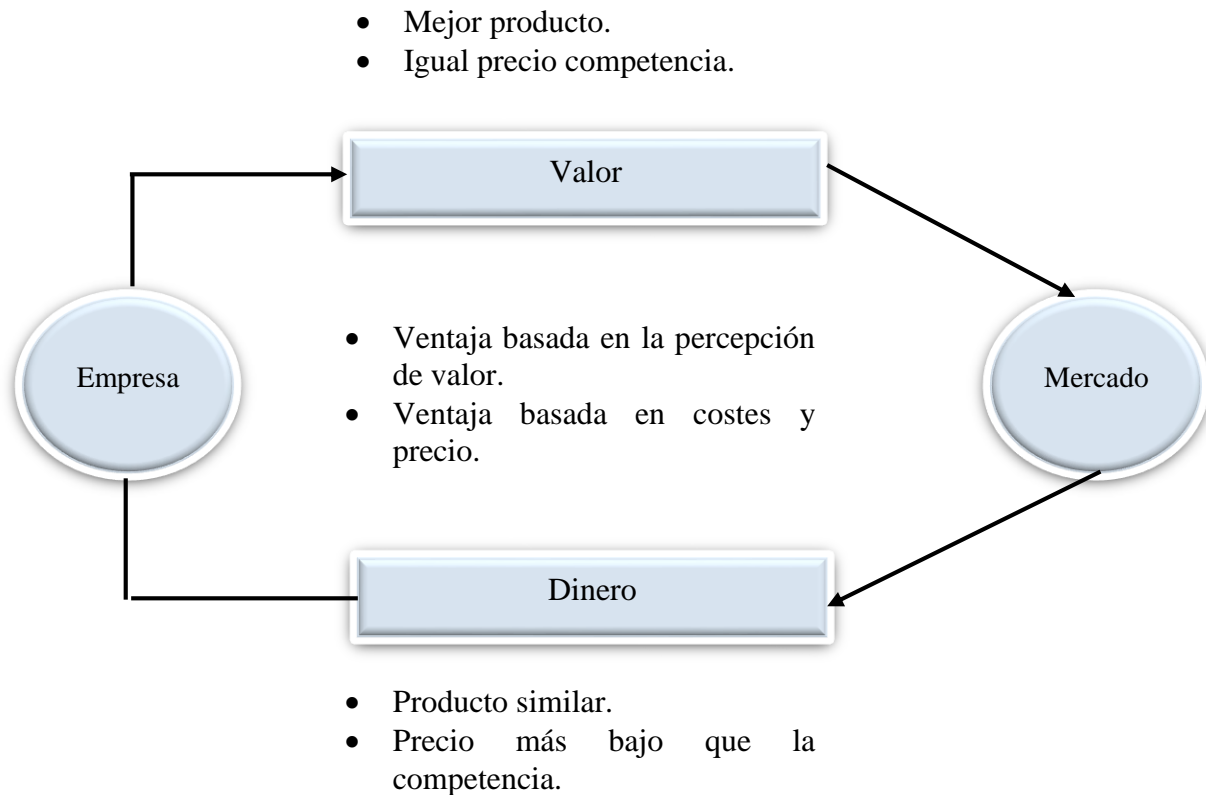 • Mejor producto.
• Igual precio competencia.
Valor
Empresa
• Ventaja basada en la percepción
de valor.
• Ventaja basada en costes y
precio.
Mercado
Dinero
• Producto similar.
• Precio más bajo que la
competencia.